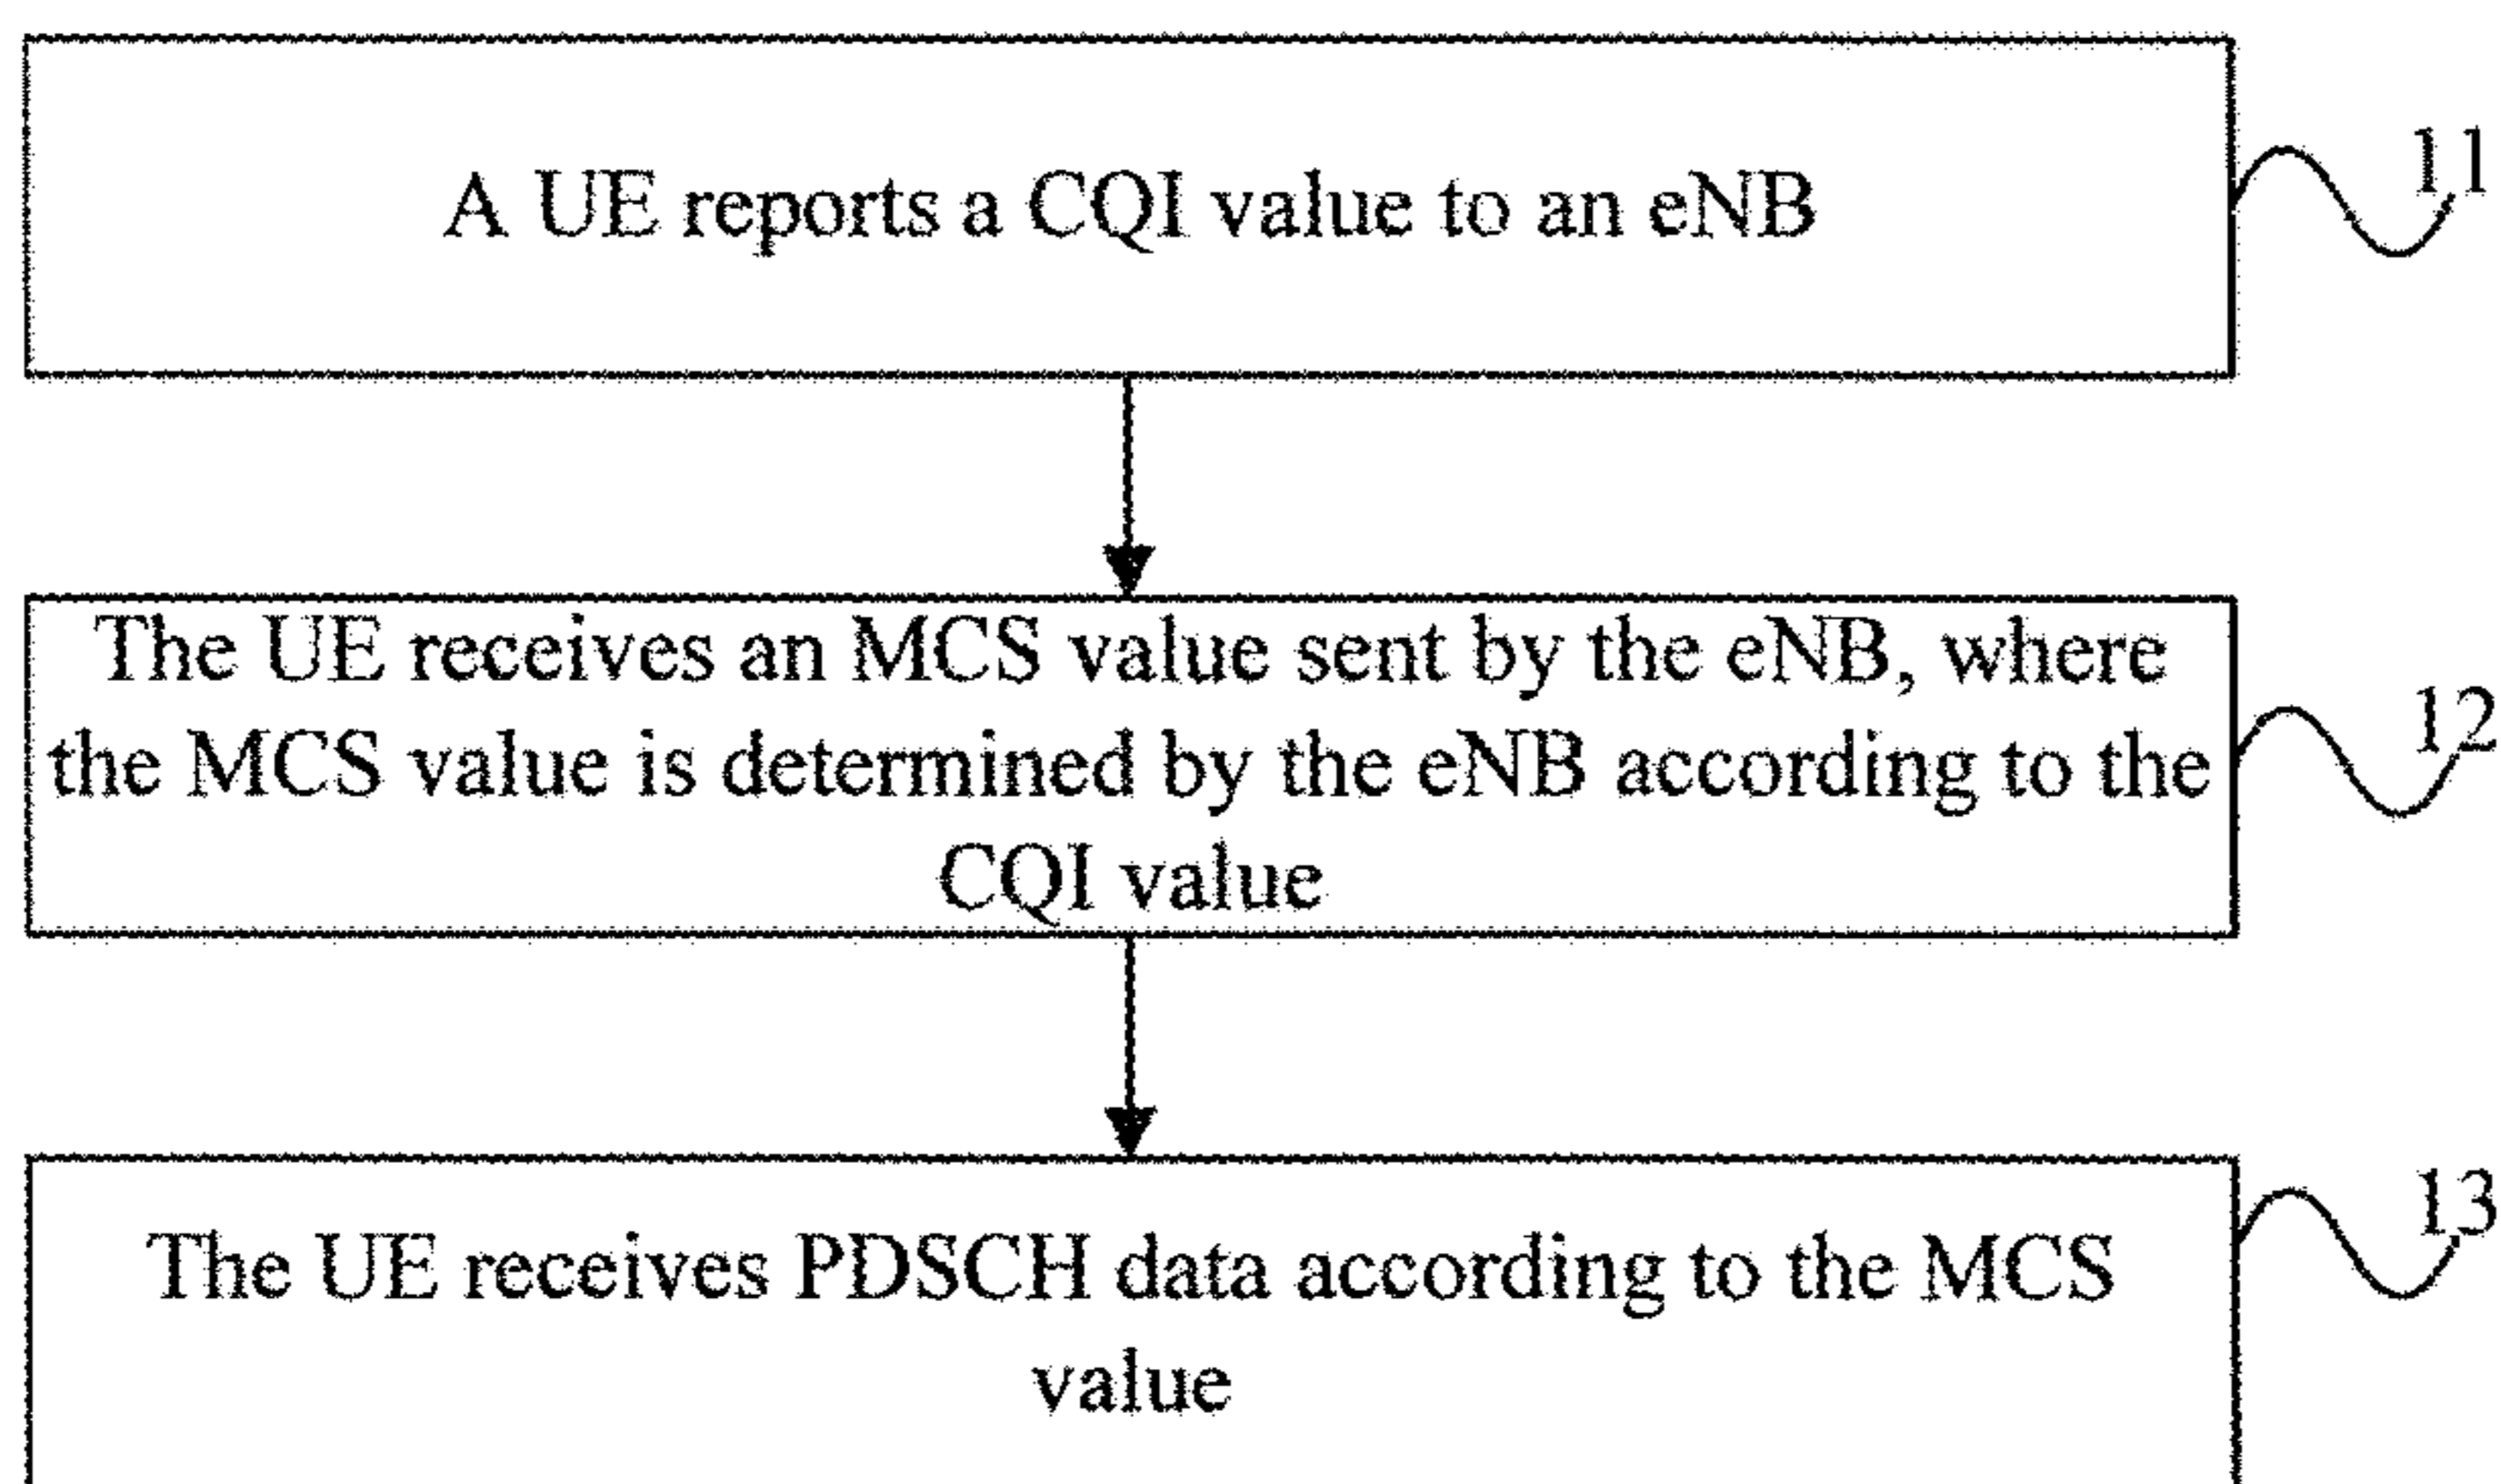 A UE reports a CQI value to an eNB
11
The UE receives an MCS value sent by the eNB, where
the MCS value is determined by the eNB according to the
CQI value
12
The UE receives PDSCH data according to the MCS
value
13